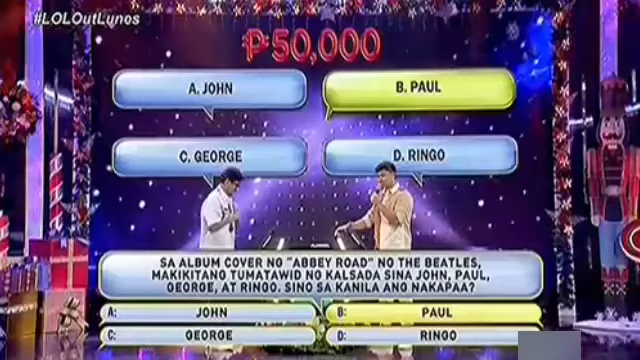 #LOLOutLynos
₱50,000
A. JOHN
B. PAUL
C. GEORGE
D. RINGO
SA ALBUM COVER NG "ABBEY ROAD" NG THE BEATLES,
MAKIKITANG TUMATAWID NG KALSADA SINA JOHN, PAUL,
GEORGE, AT RINGO. SINO SA KANILA ANG NAKAPAA?
A: JOHN
B: PAUL
C: GEORGE
D: RINGO